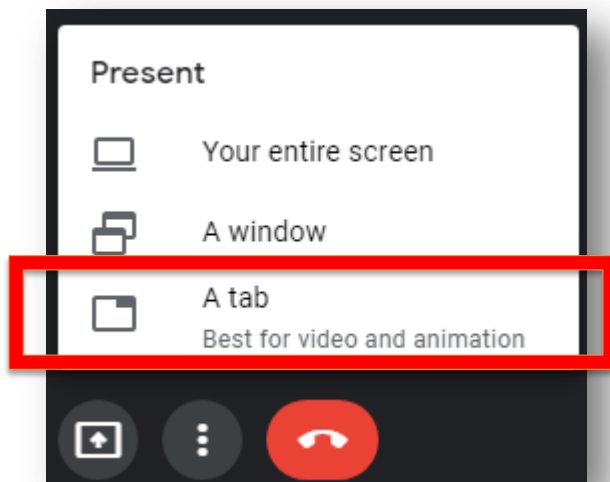 Present
Your entire screen
A window
A tab
Best for video and animation